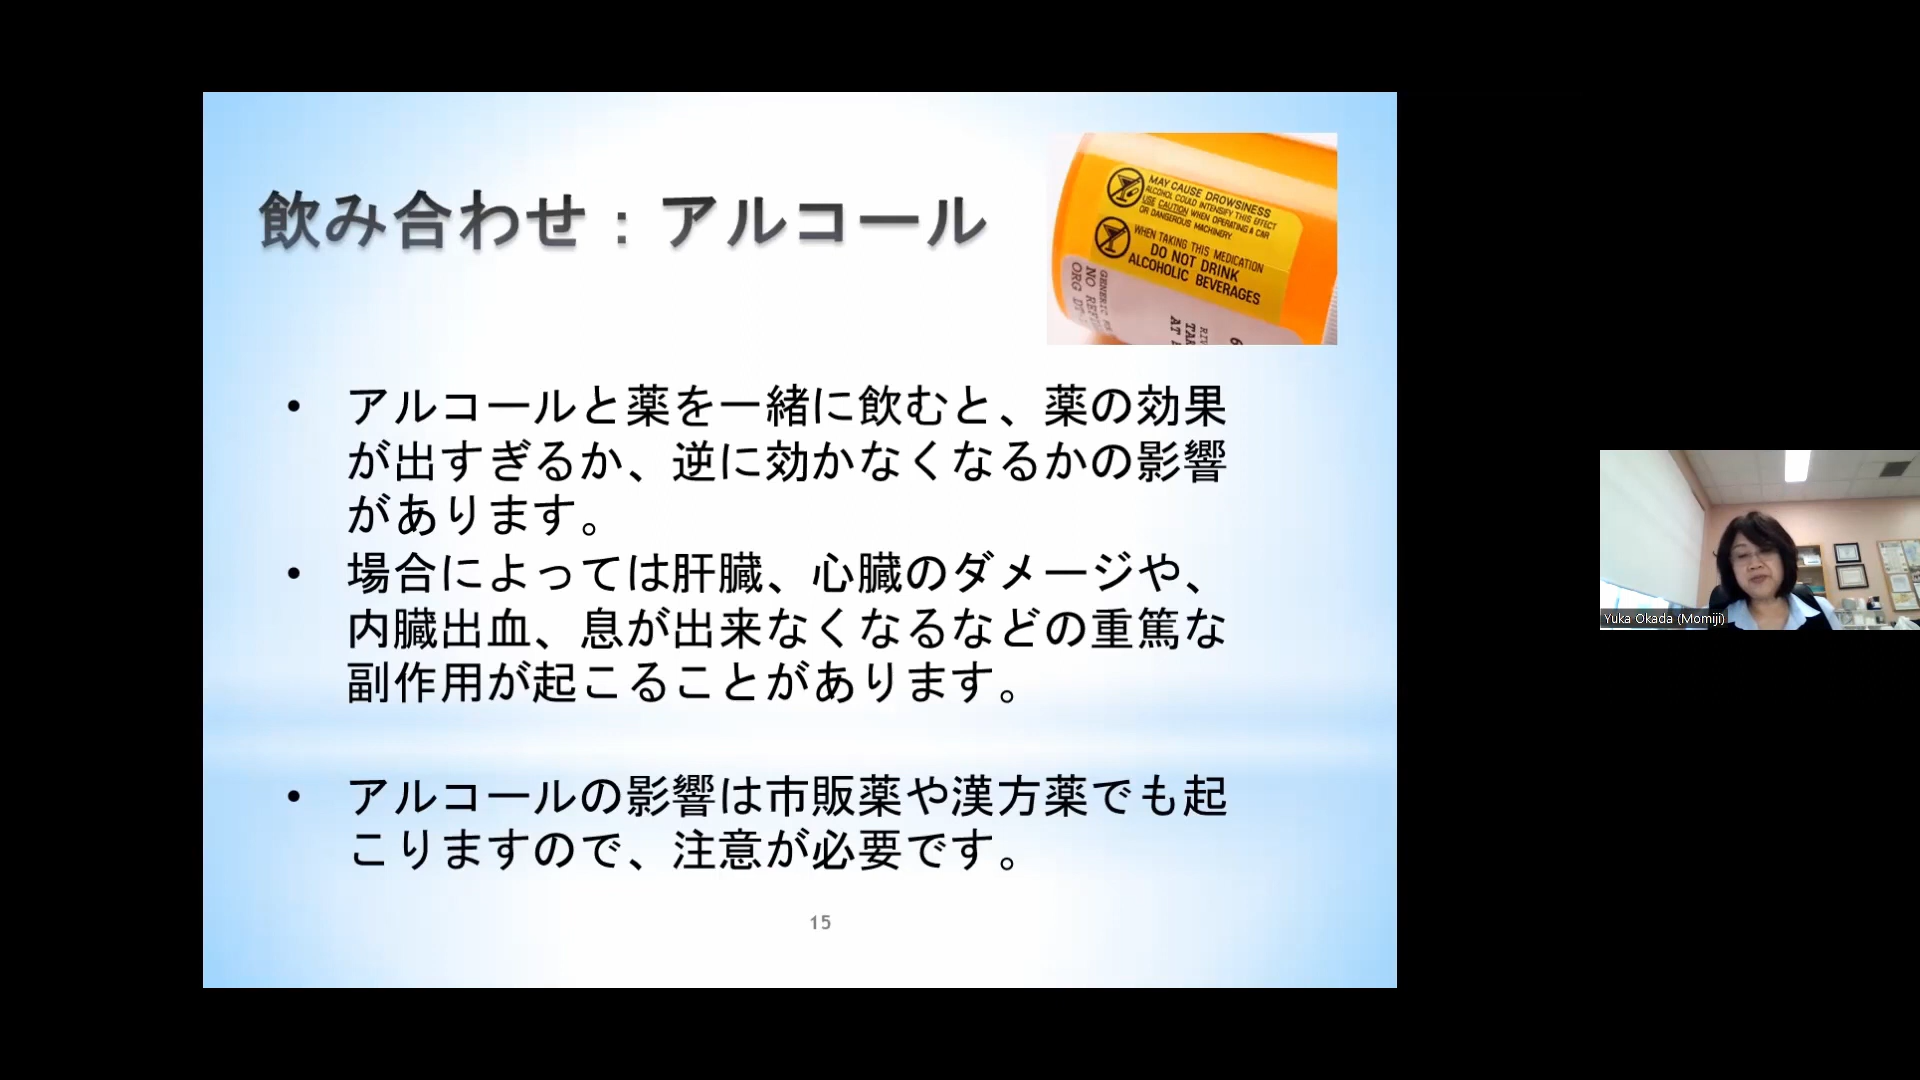 飲み合わせ：アルコール
MAY CAUSE DROWSINESS
ALCOHOL COULD INTENSIFY THIS EFFECT
USE CAUTION WHEN OPERATING A CAR
OR DANGEROUS MACHINERY.
WHEN TAKING THIS MEDICATION
DO NOT DRINK
ALCOHOLIC BEVERAGES
GENERIC FOR
• アルコールと薬を一緒に飲むと、薬の効果
が出すぎるか、逆に効かなくなるかの影響
があります。
• 場合によっては肝臓、心臓のダメージや、
内臓出血、息が出来なくなるなどの重篤な
副作用が起こることがあります。
• アルコールの影響は市販薬や漢方薬でも起
こりますので、注意が必要です。
15
Yuka Okada (Momiji)